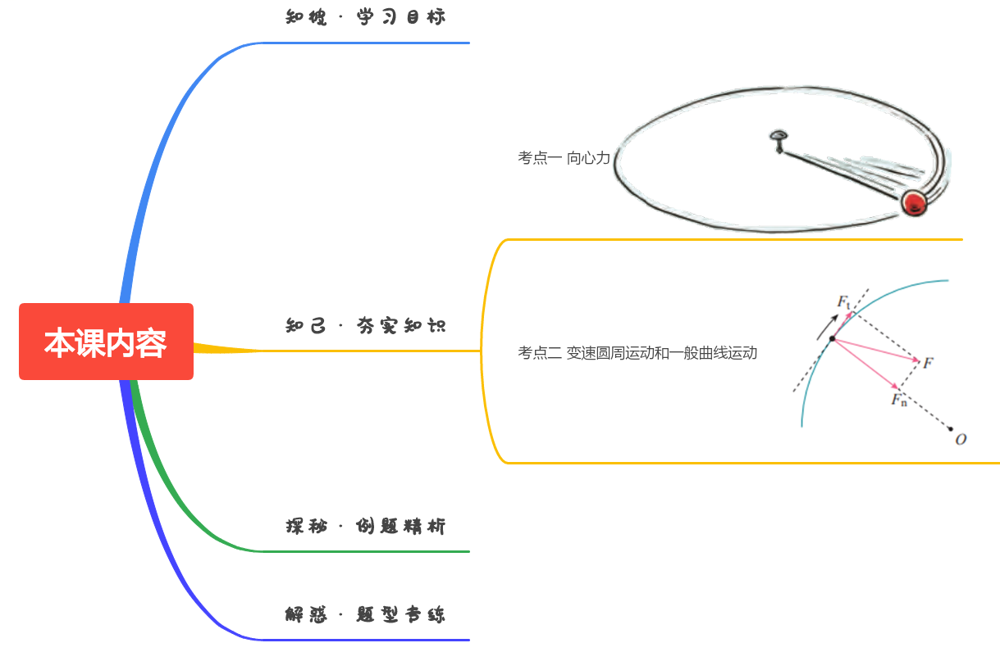 知彼·学习目标
考点一 向心力
本课内容
知己·夯实知识
考点二 变速圆周运动和一般曲线运动
Ft
F
Fn
O
探秘·例题精析
解惑·题型专练